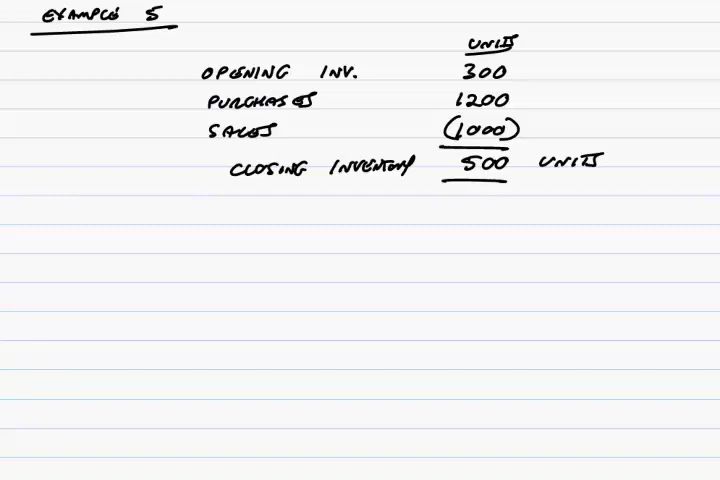 EXAMPLE 5
UNITS
OPENING INV. 300
PURCHASES 1200
SALES (1000)
CLOSING INVENTORY 500 UNITS